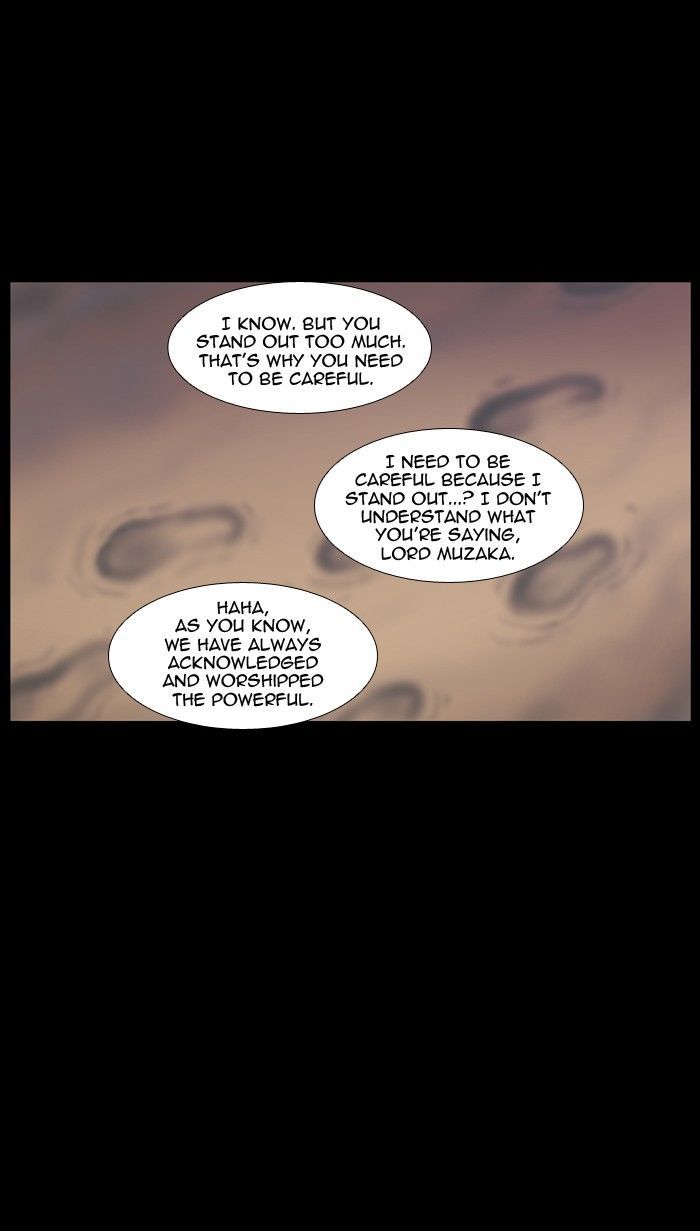 I KNOW. BUT YOU
STAND OUT TOO MUCH.
THAT'S WHY YOU NEED
TO BE CAREFUL.
I NEED TO BE
CAREFUL BECAUSE I
STAND OUT...? I DON'T
UNDERSTAND WHAT
YOU'RE SAYING,
LORD MUZAKA.
HAHA,
AS YOU KNOW,
WE HAVE ALWAYS
ACKNOWLEDGED
AND WORSHIPPED
THE POWERFUL.